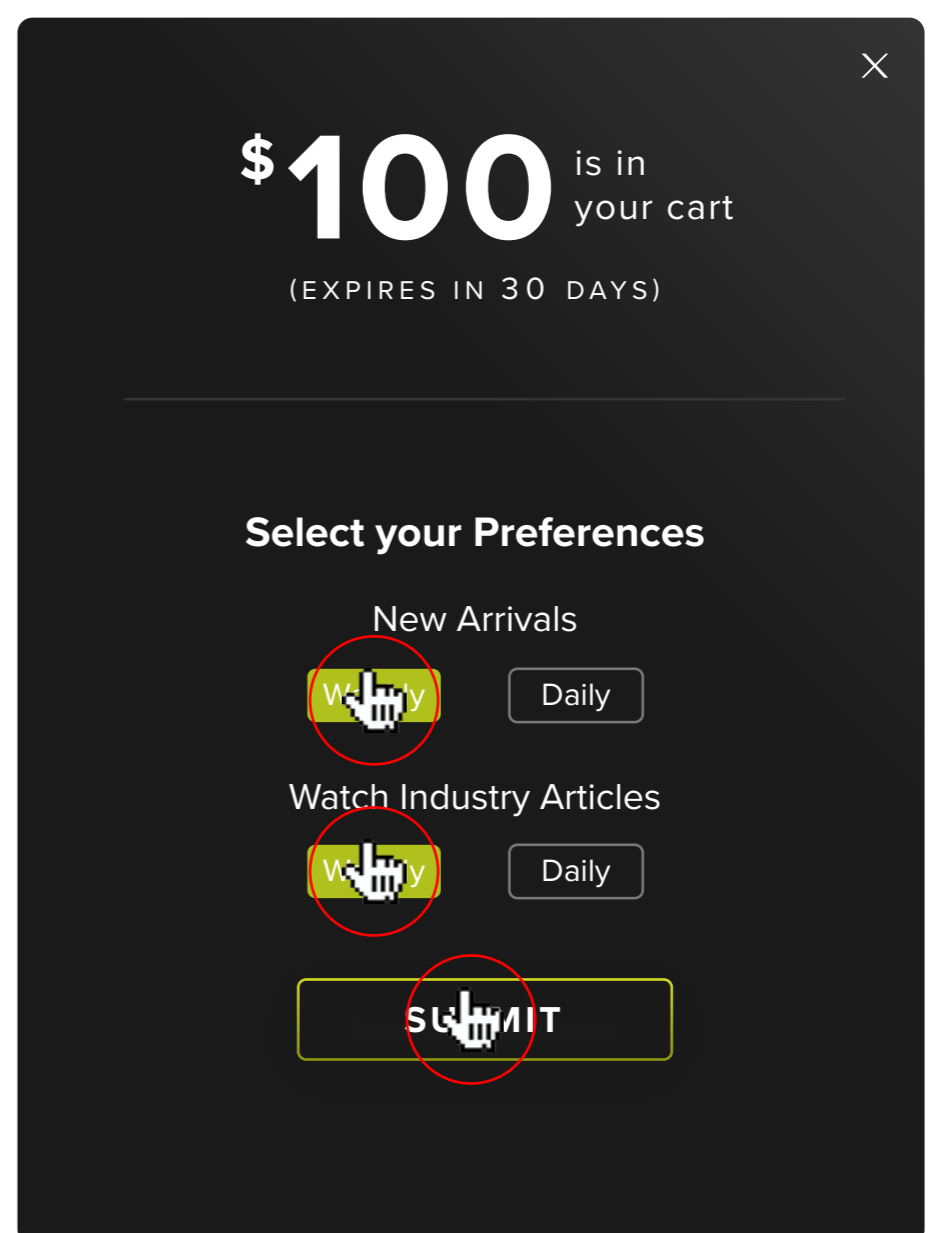 $100 is in
your cart
(EXPIRES IN 30 DAYS)
Select your Preferences
New Arrivals
Daily
Watch Industry Articles
Daily